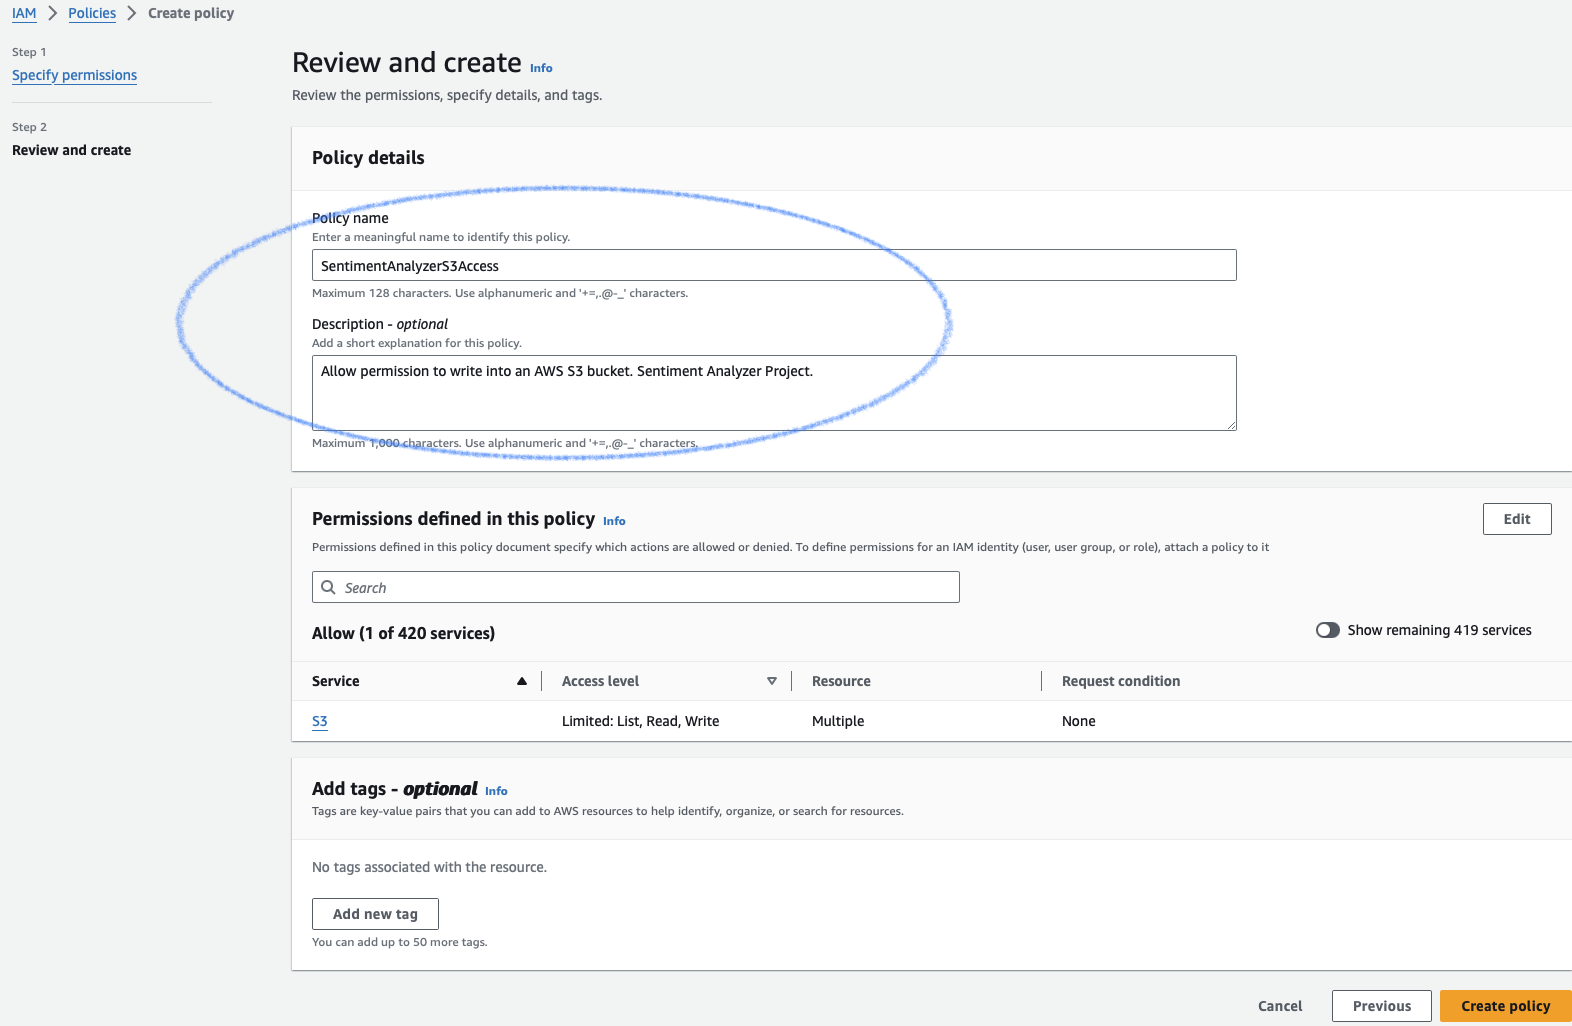 IAM > Policies > Create policy
Step 1
Specify permissions
Step 2
Review and create
Review and create Info
Review the permissions, specify details, and tags.
Policy details
Policy name
Enter a meaningful name to identify this policy.
SentimentAnalyzerS3Access
Maximum 128 characters. Use alphanumeric and '+=,.@-_' characters.
Description - optional
Add a short explanation for this policy.
Allow permission to write into an AWS S3 bucket. Sentiment Analyzer Project.
Maximum 1,000 characters. Use alphanumeric and '+=,.@-_' characters.
Permissions defined in this policy Info
Edit
Permissions defined in this policy document specify which actions are allowed or denied. To define permissions for an IAM identity (user, user group, or role), attach a policy to it
Search
Allow (1 of 420 services)
Show remaining 419 services
Service Access level Resource Request condition
S3 Limited: List, Read, Write Multiple None
Add tags - optional Info
Tags are key-value pairs that you can add to AWS resources to help identify, organize, or search for resources.
No tags associated with the resource.
Add new tag
You can add up to 50 more tags.
Cancel Previous Create policy